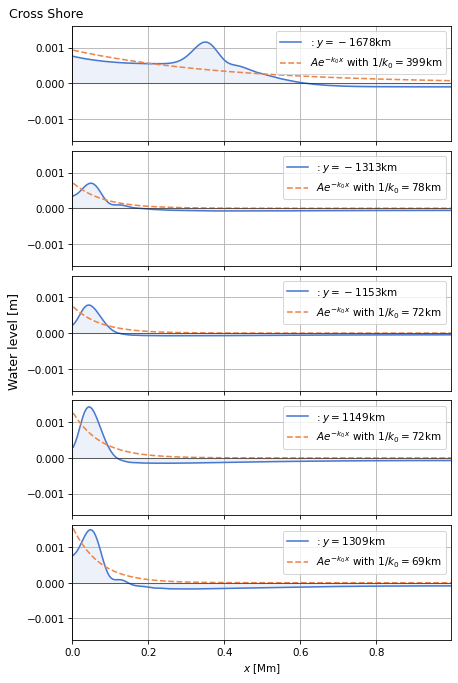 Cross Shore
0.001
0.000
−0.001
: y = −1678km
Ae^{−k₀x} with 1/k₀ = 399km
0.001
0.000
−0.001
: y = −1313km
Ae^{−k₀x} with 1/k₀ = 78km
0.001
0.000
−0.001
: y = −1153km
Ae^{−k₀x} with 1/k₀ = 72km
Water level [m]
0.001
0.000
−0.001
: y = 1149km
Ae^{−k₀x} with 1/k₀ = 72km
0.001
0.000
−0.001
: y = 1309km
Ae^{−k₀x} with 1/k₀ = 69km
0.0 0.2 0.4 0.6 0.8
x [Mm]